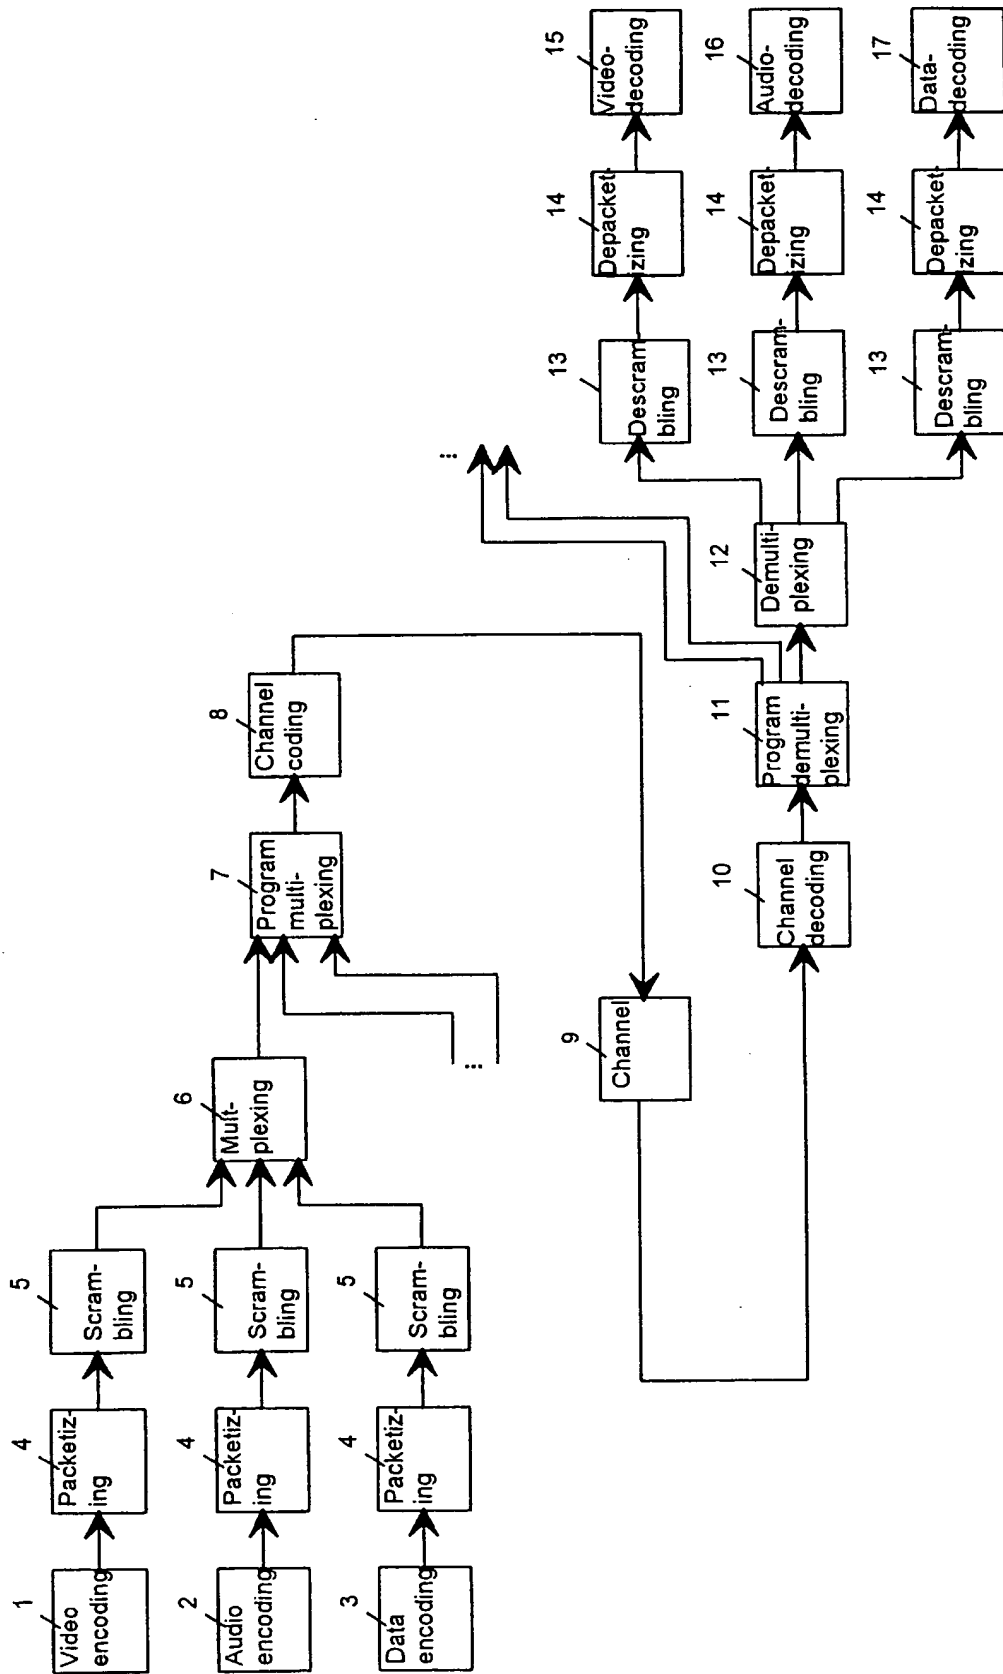 1
Video
encoding
4
Packetiz-
ing
5
Scram-
bling
2
Audio
encoding
4
Packetiz-
ing
5
Scram-
bling
3
Data
encoding
4
Packetiz-
ing
5
Scram-
bling
6
Mult-
plexing
...
7
Program
multi-
plexing
8
Channel
coding
9
Channel
10
Channel
decoding
11
Program
demulti-
plexing
...
12
Demulti-
plexing
13
Descram-
bling
14
Depacket-
izing
15
Video-
decoding
13
Descram-
bling
14
Depacket-
izing
16
Audio-
decoding
13
Descram-
bling
14
Depacket-
izing
17
Data-
decoding